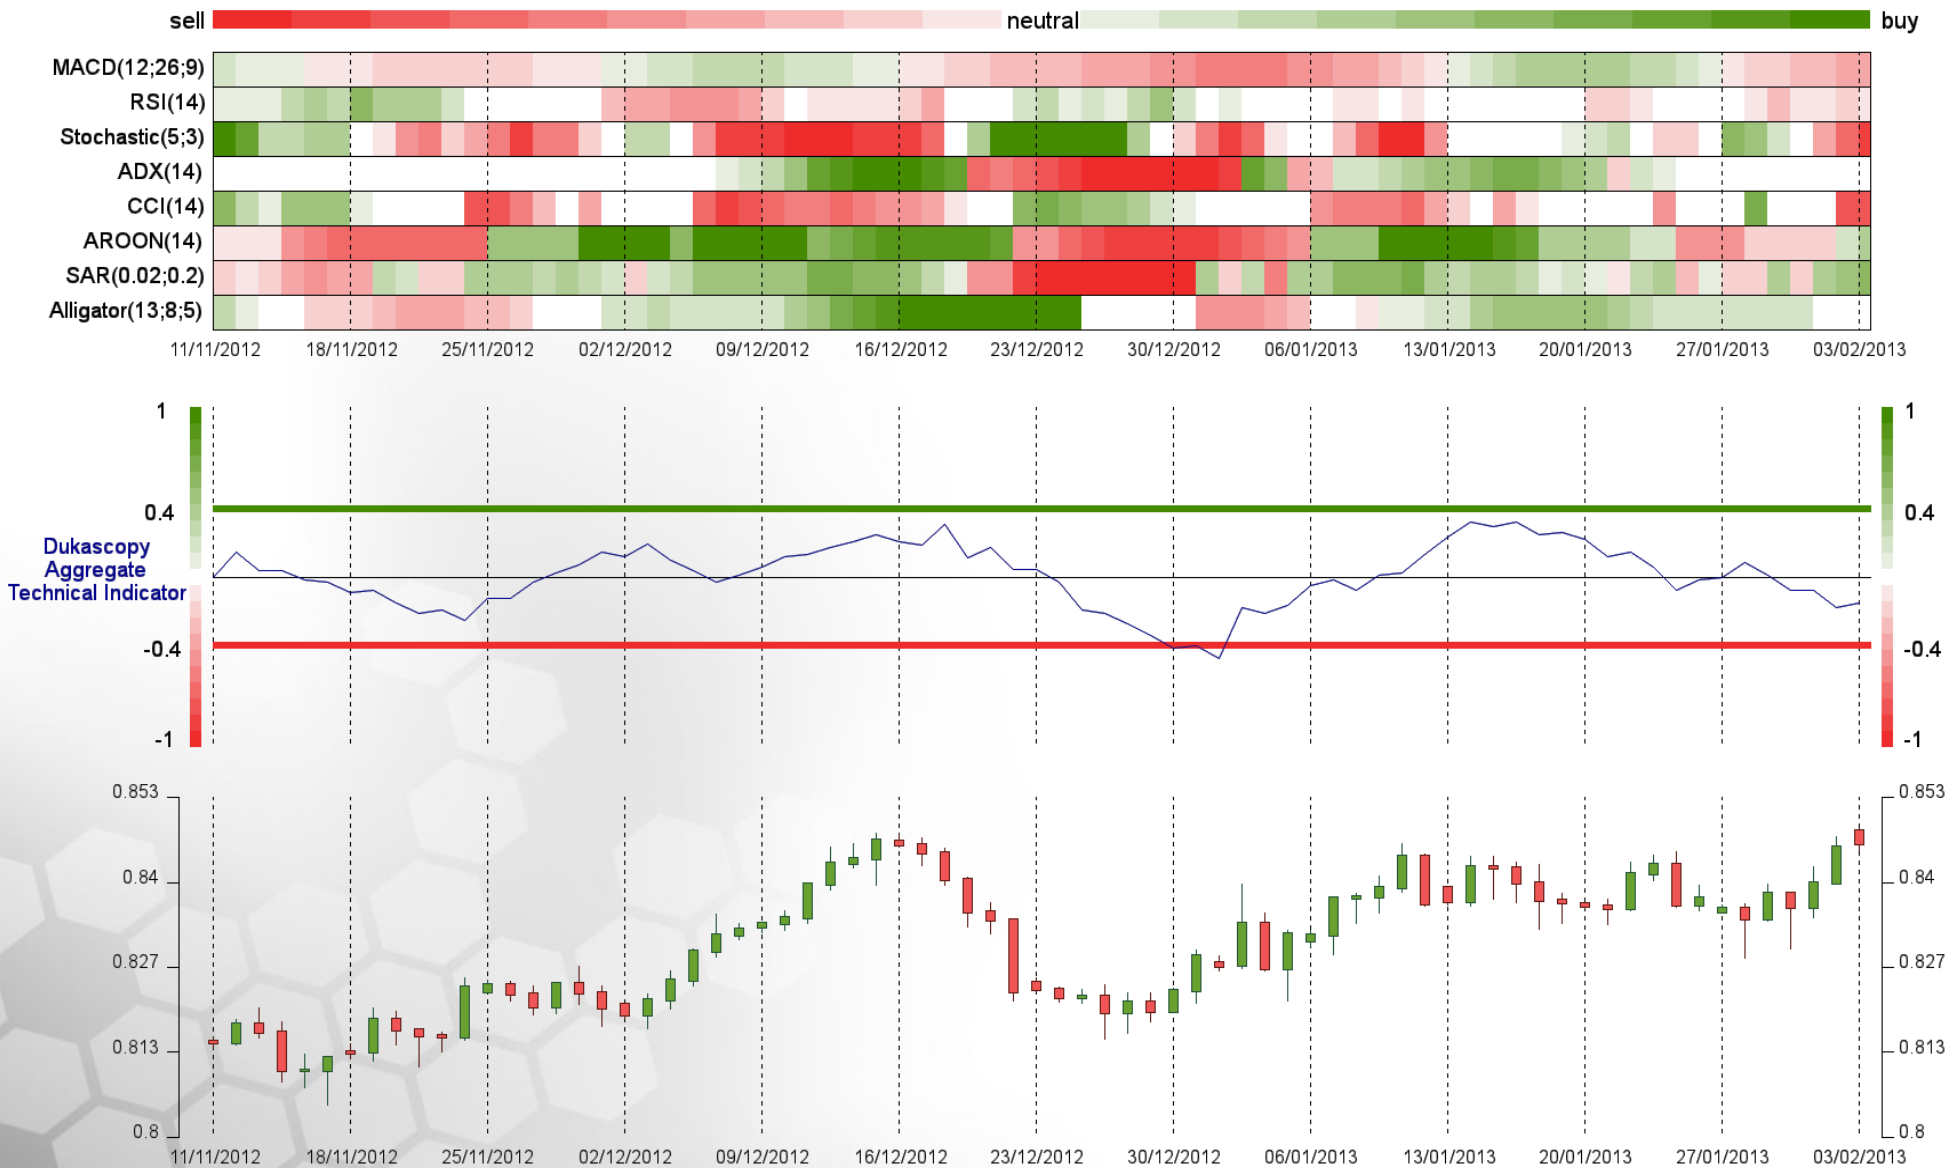 sell neutral buy
MACD(12;26;9)
RSI(14)
Stochastic(5;3)
ADX(14)
CCI(14)
AROON(14)
SAR(0.02;0.2)
Alligator(13;8;5)
11/11/2012 18/11/2012 25/11/2012 02/12/2012 09/12/2012 16/12/2012 23/12/2012 30/12/2012 06/01/2013 13/01/2013 20/01/2013 27/01/2013 03/02/2013
1 1
0.4 0.4
Dukascopy
Aggregate
Technical Indicator
-0.4 -0.4
-1 -1
0.853 0.853
0.84 0.84
0.827 0.827
0.813 0.813
0.8 0.8
11/11/2012 18/11/2012 25/11/2012 02/12/2012 09/12/2012 16/12/2012 23/12/2012 30/12/2012 06/01/2013 13/01/2013 20/01/2013 27/01/2013 03/02/2013